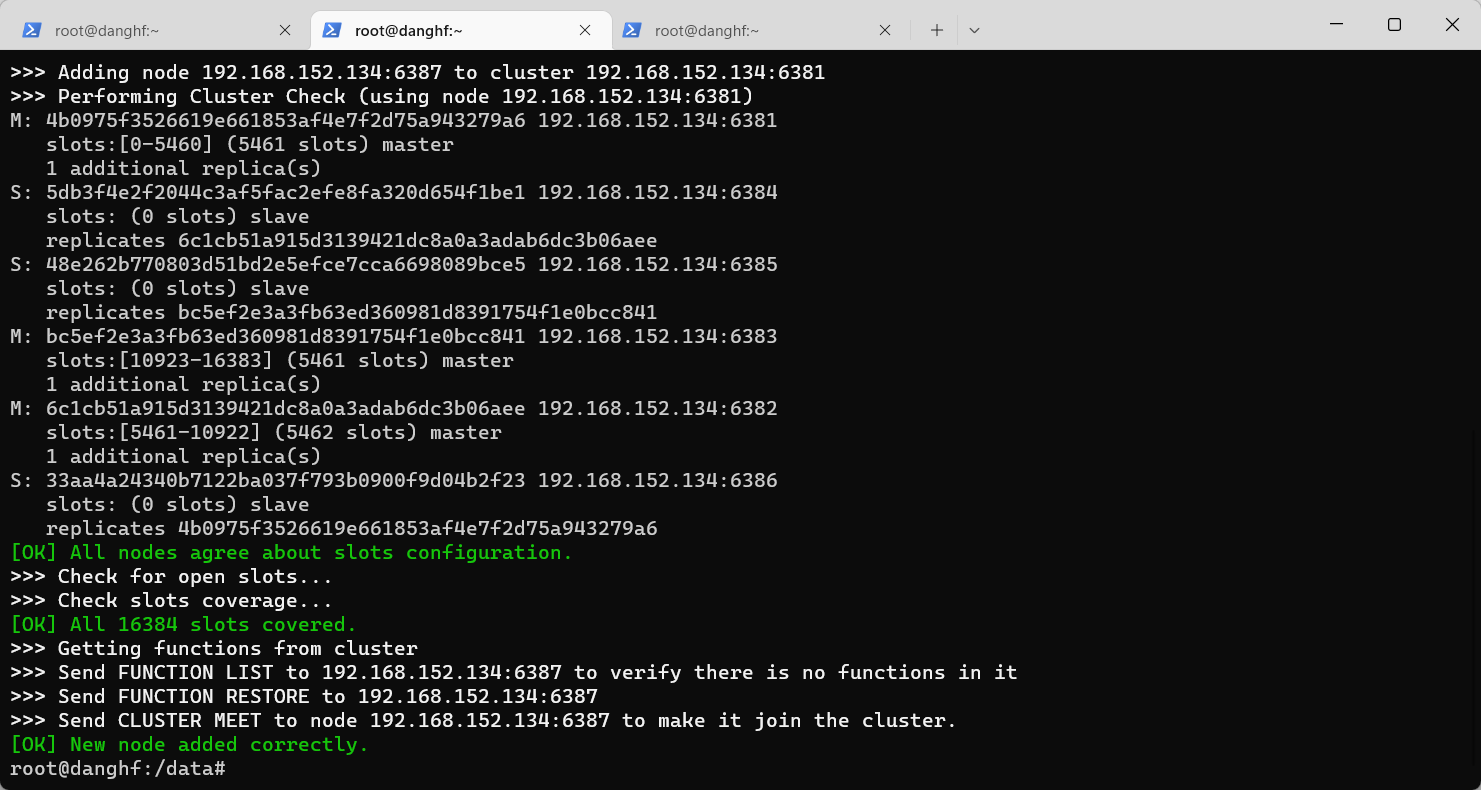 root@danghf:~
root@danghf:~
root@danghf:~
>>> Adding node 192.168.152.134:6387 to cluster 192.168.152.134:6381
>>> Performing Cluster Check (using node 192.168.152.134:6381)
M: 4b0975f3526619e661853af4e7f2d75a943279a6 192.168.152.134:6381
slots:[0-5460] (5461 slots) master
1 additional replica(s)
S: 5db3f4e2f2044c3af5fac2efe8fa320d654f1be1 192.168.152.134:6384
slots: (0 slots) slave
replicates 6c1cb51a915d3139421dc8a0a3adab6dc3b06aee
S: 48e262b770803d51bd2e5efce7cca6698089bce5 192.168.152.134:6385
slots: (0 slots) slave
replicates bc5ef2e3a3fb63ed360981d8391754f1e0bcc841
M: bc5ef2e3a3fb63ed360981d8391754f1e0bcc841 192.168.152.134:6383
slots:[10923-16383] (5461 slots) master
1 additional replica(s)
M: 6c1cb51a915d3139421dc8a0a3adab6dc3b06aee 192.168.152.134:6382
slots:[5461-10922] (5462 slots) master
1 additional replica(s)
S: 33aa4a24340b7122ba037f793b0900f9d04b2f23 192.168.152.134:6386
slots: (0 slots) slave
replicates 4b0975f3526619e661853af4e7f2d75a943279a6
[OK] All nodes agree about slots configuration.
>>> Check for open slots...
>>> Check slots coverage...
[OK] All 16384 slots covered.
>>> Getting functions from cluster
>>> Send FUNCTION LIST to 192.168.152.134:6387 to verify there is no functions in it
>>> Send FUNCTION RESTORE to 192.168.152.134:6387
>>> Send CLUSTER MEET to node 192.168.152.134:6387 to make it join the cluster.
[OK] New node added correctly.
root@danghf:/data#